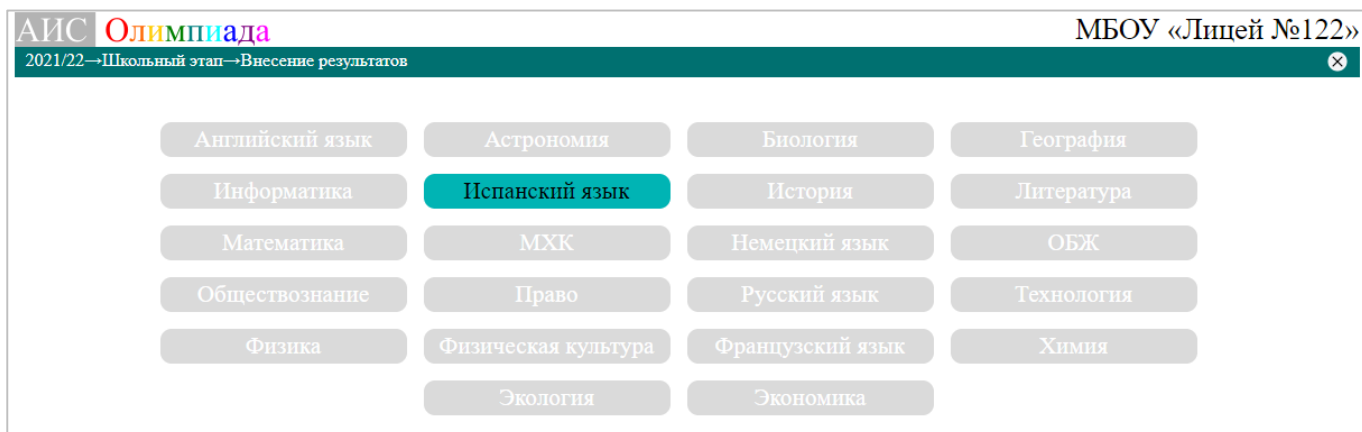 АИС Олимпиада МБОУ «Лицей №122»
2021/22→Школьный этап→Внесение результатов
Английский язык Астрономия Биология География
Информатика Испанский язык История Литература
Математика МХК Немецкий язык ОБЖ
Обществознание Право Русский язык Технология
Физика Физическая культура Французский язык Химия
Экология Экономика